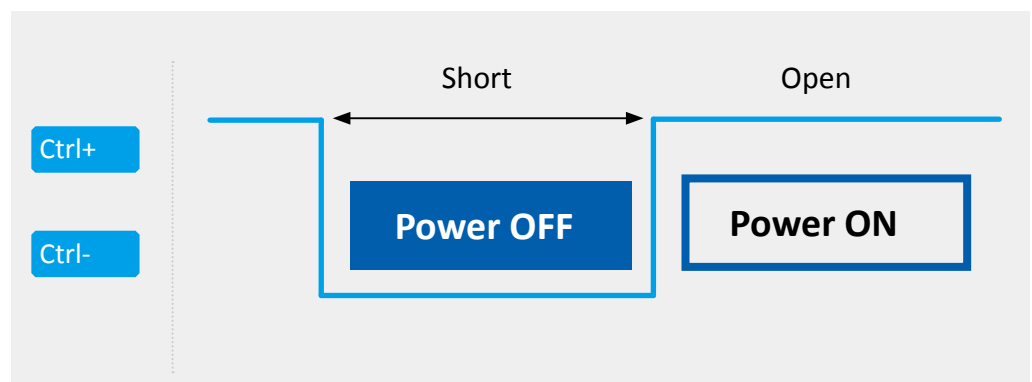 Short
Open
Ctrl+
Power OFF
Power ON
Ctrl-